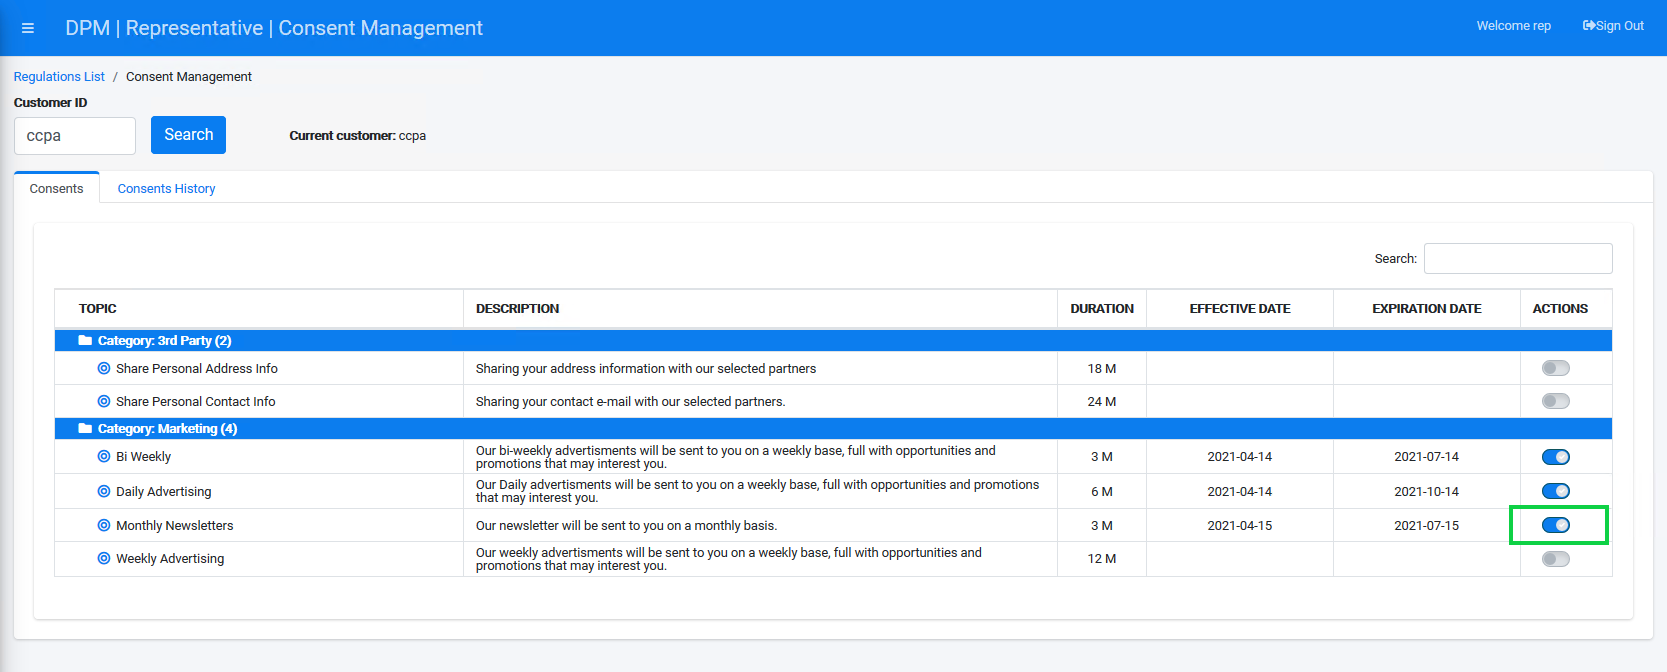 DPM | Representative | Consent Management
Welcome rep
Sign Out
Regulations List / Consent Management
Customer ID
ccpa
Search
Current customer: ccpa
Consents
Consents History
Search:
TOPIC DESCRIPTION DURATION EFFECTIVE DATE EXPIRATION DATE ACTIONS
Category: 3rd Party (2)
Share Personal Address Info Sharing your address information with our selected partners 18 M
Share Personal Contact Info Sharing your contact e-mail with our selected partners. 24 M
Category: Marketing (4)
Bi Weekly Our bi-weekly advertisments will be sent to you on a weekly base, full with opportunities and
promotions that may interest you. 3 M 2021-04-14 2021-07-14
Daily Advertising Our Daily advertisments will be sent to you on a weekly base, full with opportunities and promotions
that may interest you. 6 M 2021-04-14 2021-10-14
Monthly Newsletters Our newsletter will be sent to you on a monthly basis. 3 M 2021-04-15 2021-07-15
Weekly Advertising Our weekly advertisments will be sent to you on a weekly base, full with opportunities and
promotions that may interest you. 12 M